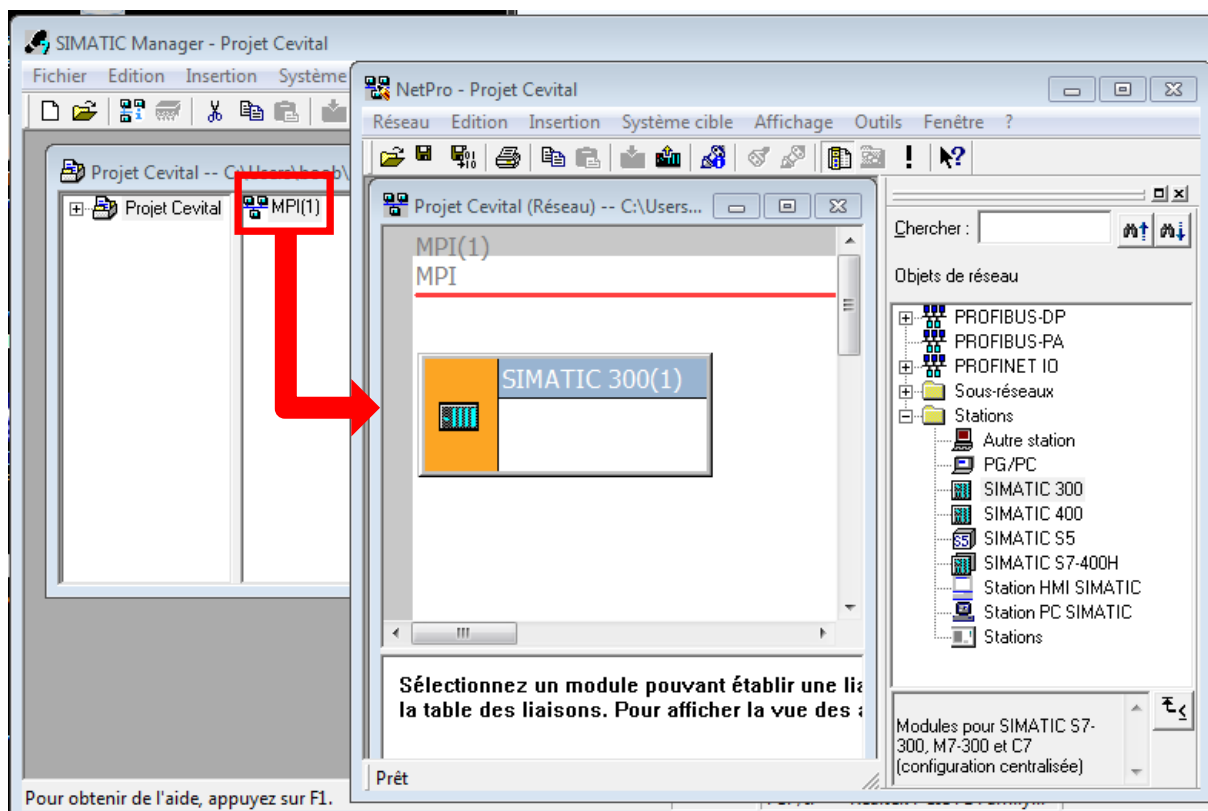 SIMATIC Manager - Projet Cevital
Fichier Edition Insertion Système
Projet Cevital -- C:\Users\boob\
Projet Cevital
MPI(1)
NetPro - Projet Cevital
Réseau Edition Insertion Système cible Affichage Outils Fenêtre ?
Projet Cevital (Réseau) -- C:\Users...
MPI(1)
MPI
SIMATIC 300(1)
Chercher :
Objets de réseau
PROFIBUS-DP
PROFIBUS-PA
PROFINET IO
Sous-réseaux
Stations
Autre station
PG/PC
SIMATIC 300
SIMATIC 400
SIMATIC S5
SIMATIC S7-400H
Station HMI SIMATIC
Station PC SIMATIC
Stations
Sélectionnez un module pouvant établir une lia
la table des liaisons. Pour afficher la vue des
Modules pour SIMATIC S7-
300, M7-300 et C7
(configuration centralisée)
Prêt
Pour obtenir de l'aide, appuyez sur F1.